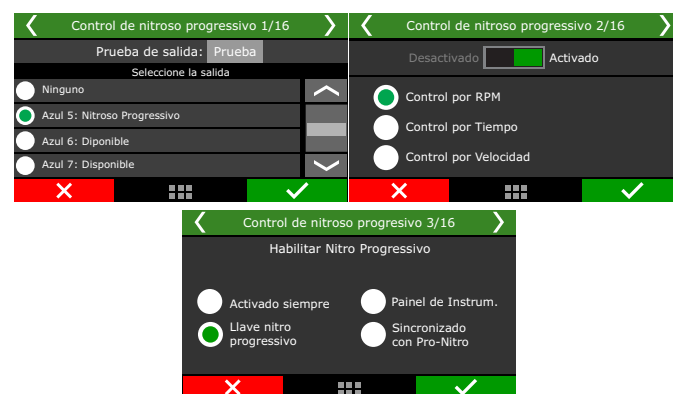 Control de nitroso progressivo 1/16
Prueba de salida: Prueba
Seleccione la salida
Ninguno
Azul 5: Nitroso Progressivo
Azul 6: Diponible
Azul 7: Disponible
Control de nitroso progressivo 2/16
Desactivado Activado
Control por RPM
Control por Tiempo
Control por Velocidad
Control de nitroso progresivo 3/16
Habilitar Nitro Progressivo
Activado siempre
Llave nitro
progressivo
Painel de Instrum.
Sincronizado
con Pro-Nitro